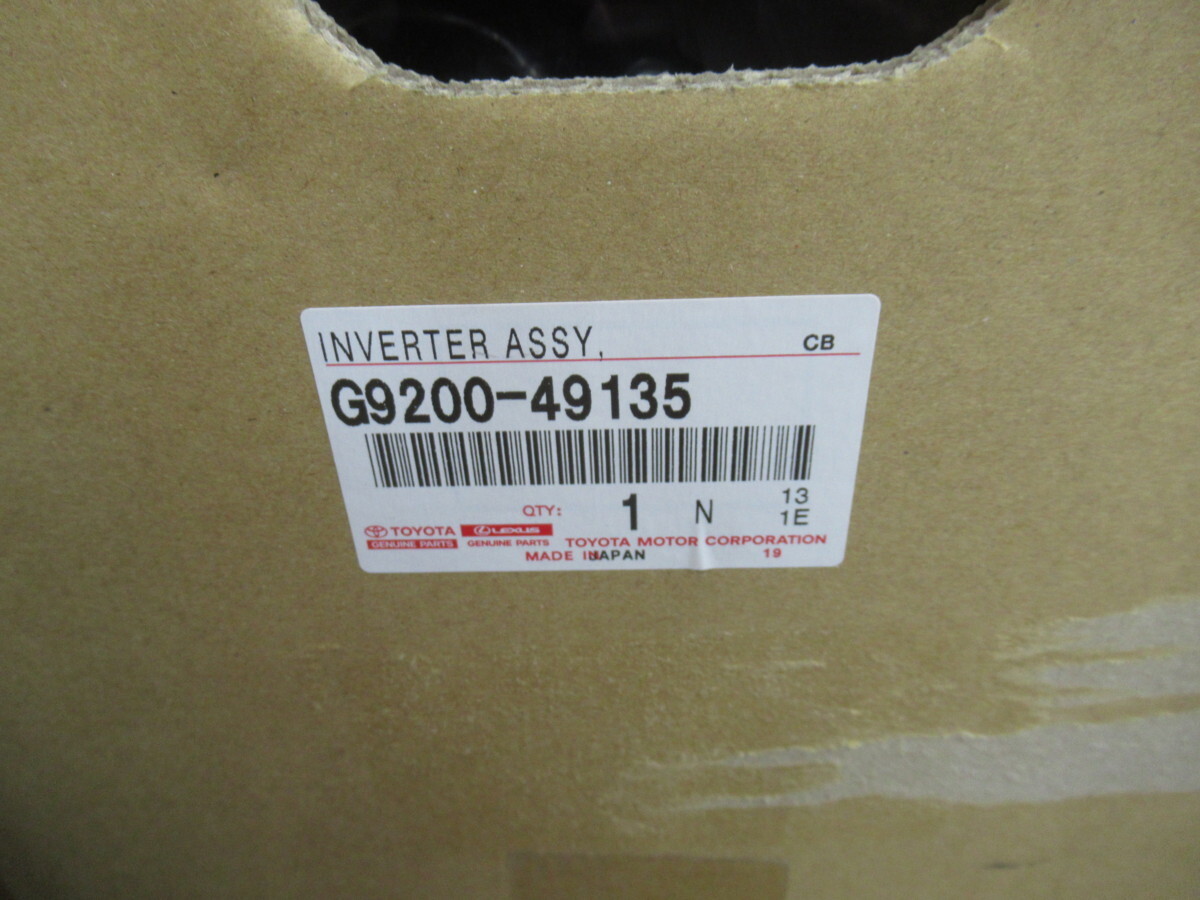 INVERTER ASSY, CB
G9200-49135
QTY: 1 N 13
1E
TOYOTA LEXUS
GENUINE PARTS GENUINE PARTS TOYOTA MOTOR CORPORATION
MADE IN JAPAN 19